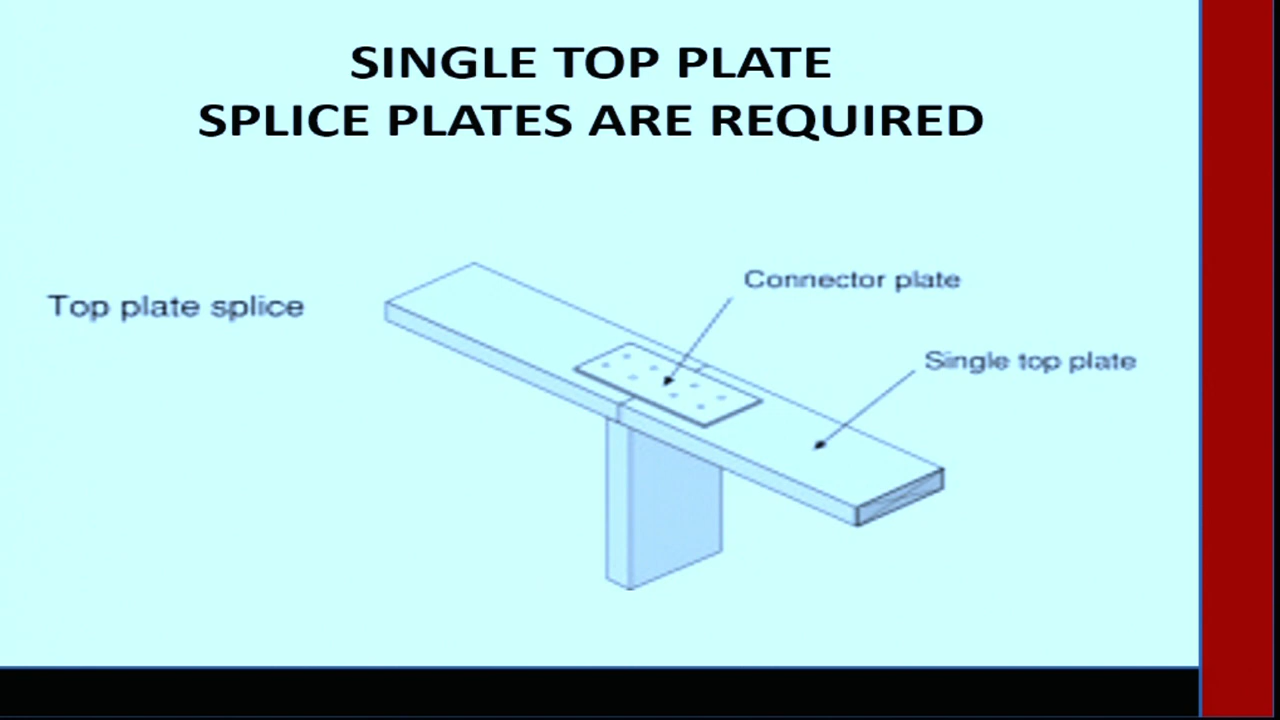 SINGLE TOP PLATE
SPLICE PLATES ARE REQUIRED
Connector plate
Top plate splice
Single top plate